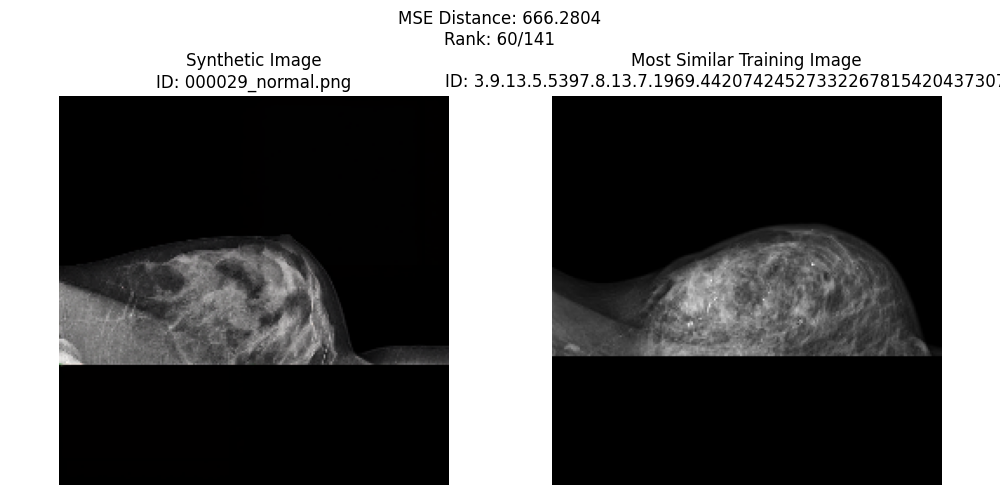 MSE Distance: 666.2804
Rank: 60/141
Synthetic Image
ID: 000029_normal.png
Most Similar Training Image
ID: 3.9.13.5.5397.8.13.7.1969.4420742452733226781542043730